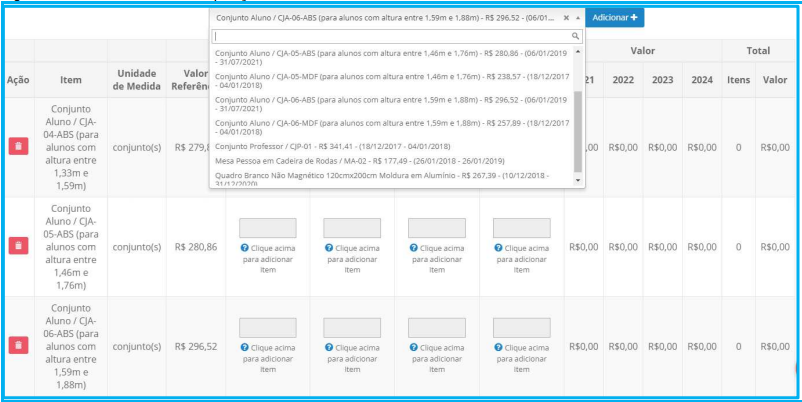 Conjunto Aluno / CJA-06-ABS (para alunos com altura entre 1,59m e 1,88m) - R$ 296,52 - (06/01... × Adicionar +
Conjunto Aluno / CJA-05-ABS (para alunos com altura entre 1,46m e 1,76m) - R$ 280,86 - (06/01/2019
- 31/07/2021)
Conjunto Aluno / CJA-05-MDF (para alunos com altura entre 1,46m e 1,76m) - R$ 238,57 - (18/12/2017
- 04/01/2018)
Conjunto Aluno / CJA-06-ABS (para alunos com altura entre 1,59m e 1,88m) - R$ 296,52 - (06/01/2019
- 31/07/2021)
Conjunto Aluno / CJA-06-MDF (para alunos com altura entre 1,59m e 1,88m) - R$ 257,89 - (18/12/2017
- 04/01/2018)
Conjunto Professor / CJP-01 - R$ 341,41 - (18/12/2017 - 04/01/2018)
Mesa Pessoa em Cadeira de Rodas / MA-02 - R$ 177,49 - (26/01/2018 - 26/01/2019)
Quadro Branco Não Magnético 120cmx200cm Moldura em Alumínio - R$ 267,39 - (10/12/2018 -
31/12/2020)
Valor Total
Ação Item Unidade
de Medida Valor
Referên 21 2022 2023 2024 Itens Valor
Conjunto
Aluno / CJA-
04-ABS (para
alunos com
altura entre
1,33m e
1,59m)
conjunto(s) R$ 279,8 ,00 R$0,00 R$0,00 R$0,00 0 R$0,00
Conjunto
Aluno / CJA-
05-ABS (para
alunos com
altura entre
1,46m e
1,76m)
conjunto(s) R$ 280,86
Clique acima
para adicionar
Item
Clique acima
para adicionar
Item
Clique acima
para adicionar
Item
Clique acima
para adicionar
Item
R$0,00 R$0,00 R$0,00 R$0,00 0 R$0,00
Conjunto
Aluno / CJA-
06-ABS (para
alunos com
altura entre
1,59m e
1,88m)
conjunto(s) R$ 296,52
Clique acima
para adicionar
Item
Clique acima
para adicionar
Item
Clique acima
para adicionar
Item
Clique acima
para adicionar
Item
R$0,00 R$0,00 R$0,00 R$0,00 0 R$0,00